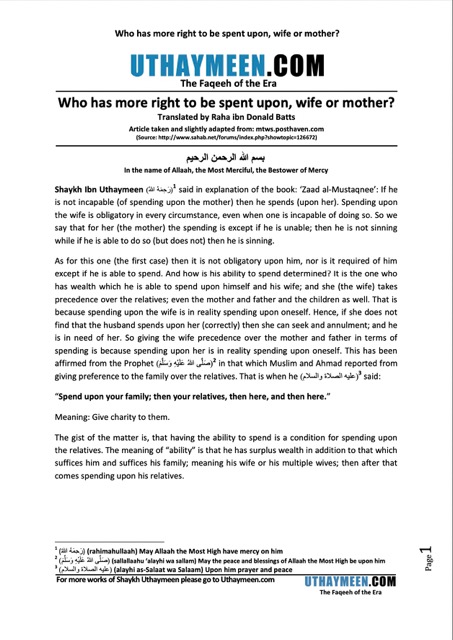 Who has more right to be spent upon, wife or mother?
UTHAYMEEN.COM
The Faqeeh of the Era
Who has more right to be spent upon, wife or mother?
Translated by Raha ibn Donald Batts
Article taken and slightly adapted from: mtws.posthaven.com
(Source: http://www.sahab.net/forums/index.php?showtopic=126672)
بسم الله الرحمن الرحيم
In the name of Allaah, the Most Merciful, the Bestower of Mercy
Shaykh Ibn Uthaymeen (رَحِمَهُ اللهُ)1 said in explanation of the book: ‘Zaad al-Mustaqnee’: If he
is not incapable (of spending upon the mother) then he spends (upon her). Spending upon
the wife is obligatory in every circumstance, even when one is incapable of doing so. So we
say that for her (the mother) the spending is except if he is unable; then he is not sinning
while if he is able to do so (but does not) then he is sinning.
As for this one (the first case) then it is not obligatory upon him, nor is it required of him
except if he is able to spend. And how is his ability to spend determined? It is the one who
has wealth which he is able to spend upon himself and his wife; and she (the wife) takes
precedence over the relatives; even the mother and father and the children as well. That is
because spending upon the wife is in reality spending upon oneself. Hence, if she does not
find that the husband spends upon her (correctly) then she can seek and annulment; and he
is in need of her. So giving the wife precedence over the mother and father in terms of
spending is because spending upon her is in reality spending upon oneself. This has been
affirmed from the Prophet (صَلَّى اللهُ عَلَيْهِ وَسَلَّمَ)2 in that which Muslim and Ahmad reported from
giving preference to the family over the relatives. That is when he (عليه الصلاة والسلام)3 said:
“Spend upon your family; then your relatives, then here, and then here.”
Meaning: Give charity to them.
The gist of the matter is, that having the ability to spend is a condition for spending upon
the relatives. The meaning of “ability” is that he has surplus wealth in addition to that which
suffices him and suffices his family; meaning his wife or his multiple wives; then after that
comes spending upon his relatives.
1 (رَحِمَهُ اللهُ) (rahimahullaah) May Allaah the Most High have mercy on him
2 (صَلَّى اللهُ عَلَيْهِ وَسَلَّمَ) (sallallaahu ‘alayhi wa sallam) May the peace and blessings of Allaah the Most High be upon him
3 (عليه الصلاة والسلام) (alayhi as-Salaat wa Salaam) Upon him prayer and peace
For more works of Shaykh Uthaymeen please go to Uthaymeen.com
UTHAYMEEN.COM
The Faqeeh of the Era
Page 1